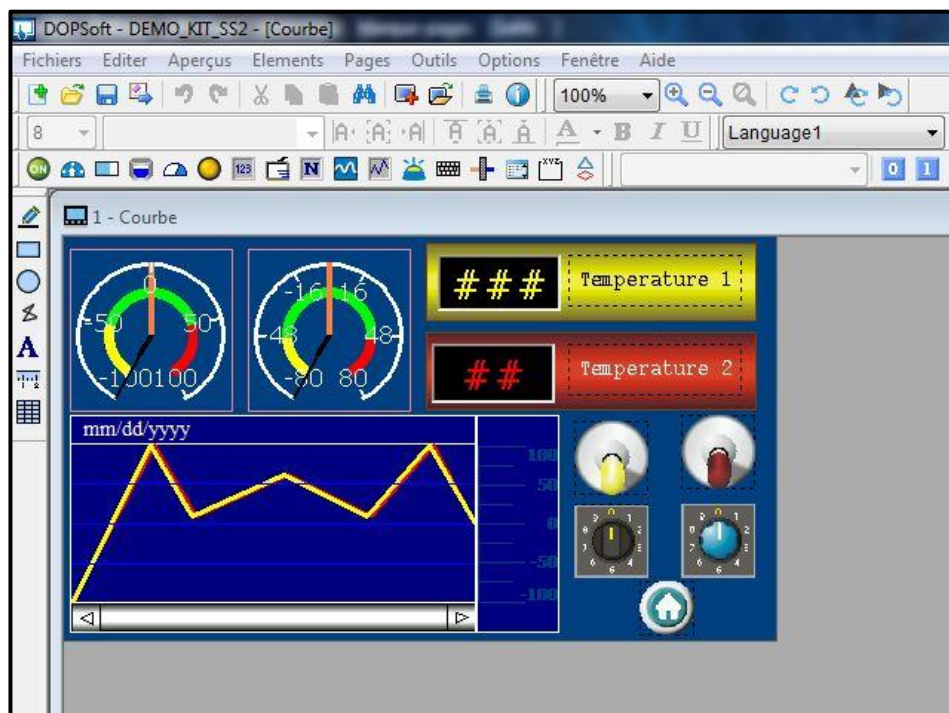 DOPSoft - DEMO_KIT_SS2 - [Courbe]
Fichiers Editer Aperçus Elements Pages Outils Options Fenêtre Aide
100%
8 Language1
1 - Courbe
0
-50 50
-100 100
-16 16
-48 48
-80 80
### Temperature 1
## Temperature 2
mm/dd/yyyy
100
50
0
-50
-100